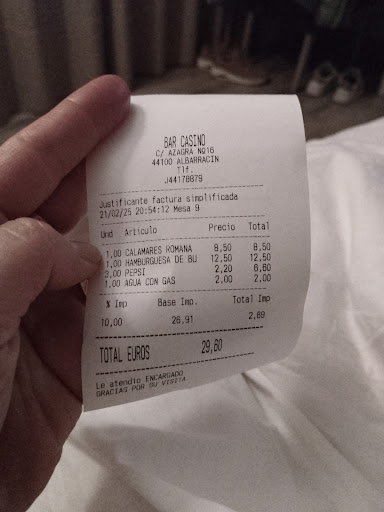 BAR CASINO
C/ AZAGRA Nº16
44100 ALBARRACIN
Tlf.
J44178879
Justificante factura simplificada
21/02/25 20:54:12 Mesa 9
Und Articulo Precio Total
1,00 CALAMARES ROMANA 8,50 8,50
1,00 HAMBURGUESA DE BU 12,50 12,50
3,00 PEPSI 2,20 6,60
1,00 AGUA CON GAS 2,00 2,00
% Imp Base Imp. Total Imp
10,00 26,91 2,69
TOTAL EUROS 29,60
Le atendio ENCARGADO
GRACIAS POR SU VISITA